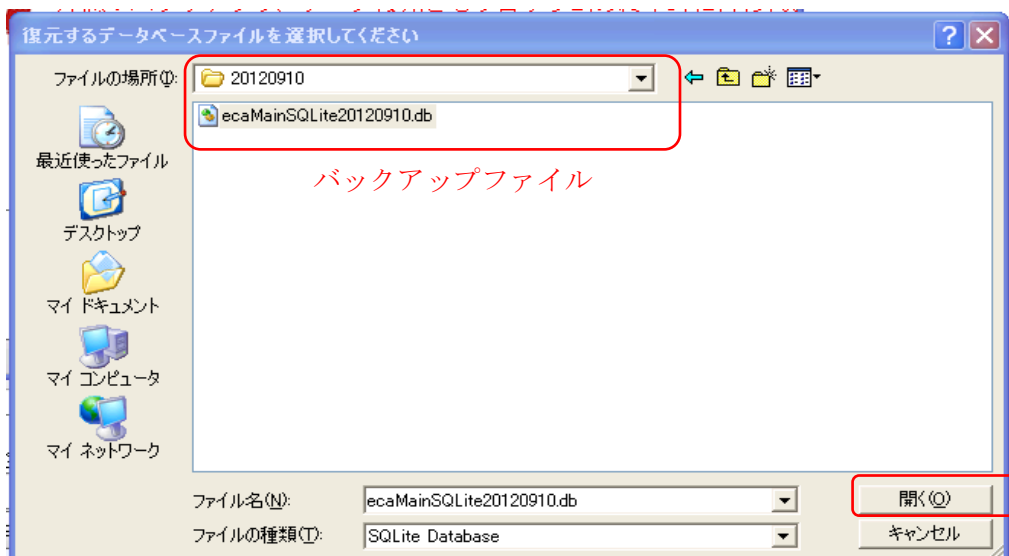 復元するデータベースファイルを選択してください
ファイルの場所(I):
20120910
ecaMainSQLite20120910.db
バックアップファイル
最近使ったファイル
デスクトップ
マイ ドキュメント
マイ コンピュータ
マイ ネットワーク
ファイル名(N):
ecaMainSQLite20120910.db
開く(O)
ファイルの種類(T):
SQLite Database
キャンセル